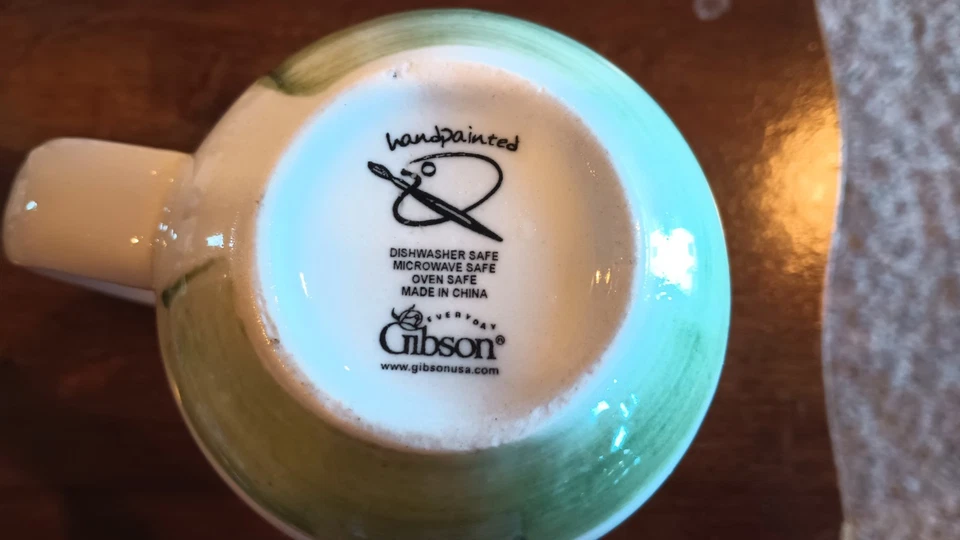 handpainted
DISHWASHER SAFE
MICROWAVE SAFE
OVEN SAFE
MADE IN CHINA
EVERYDAY
Gibson®
www.gibsonusa.com